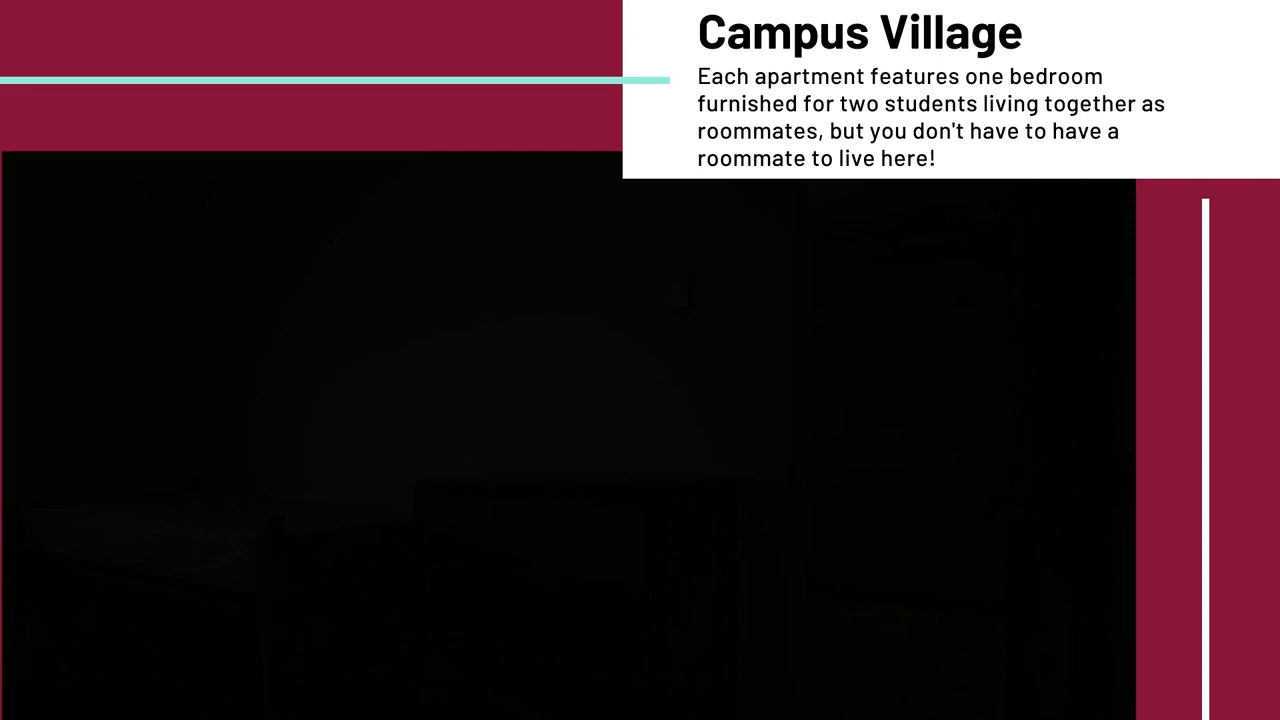 Campus Village
Each apartment features one bedroom
furnished for two students living together as
roommates, but you don't have to have a
roommate to live here!